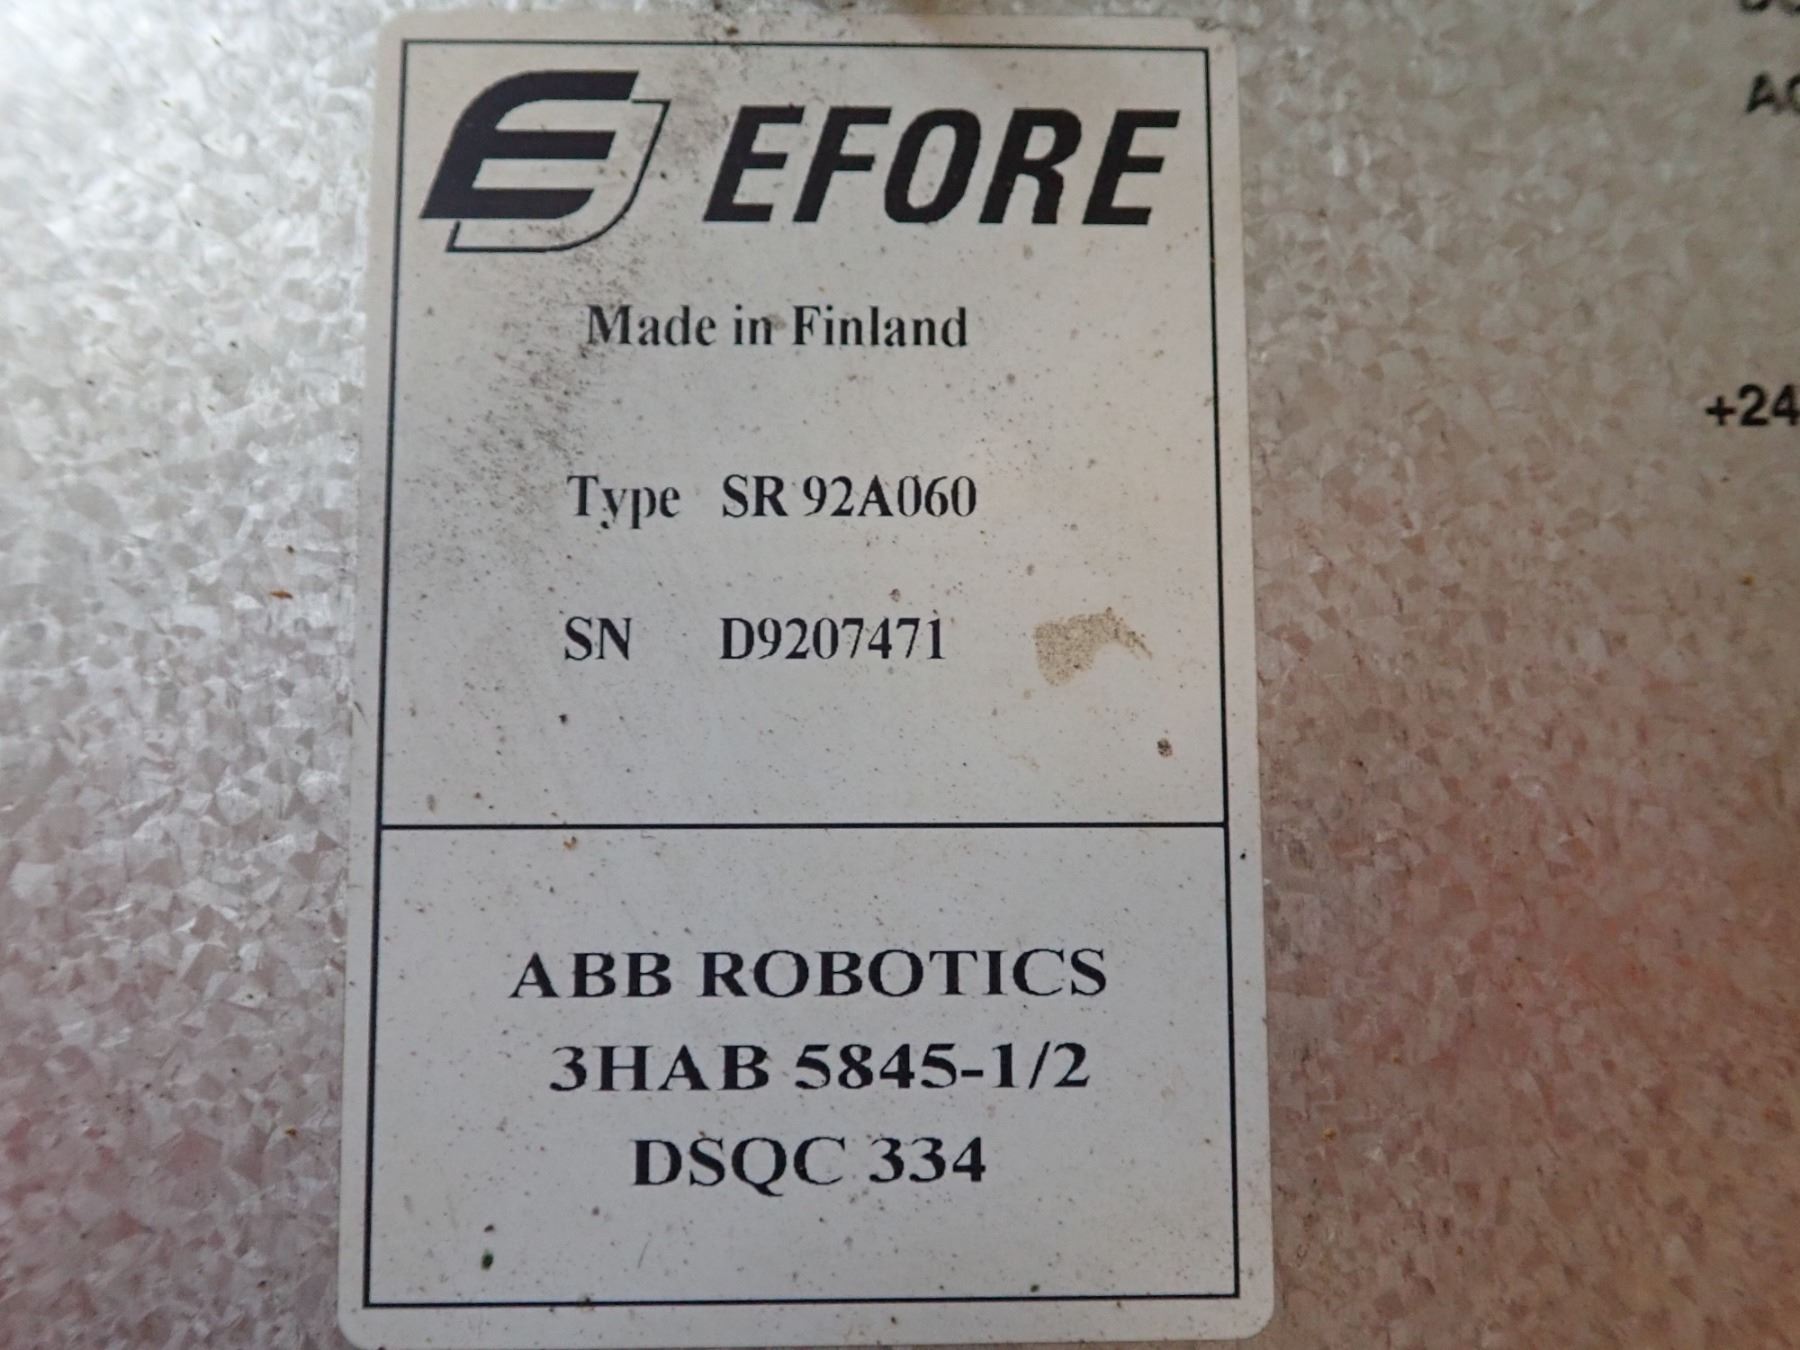 EFORE
Made in Finland
Type SR 92A060
SN D9207471
ABB ROBOTICS
3HAB 5845-1/2
DSQC 334
+24